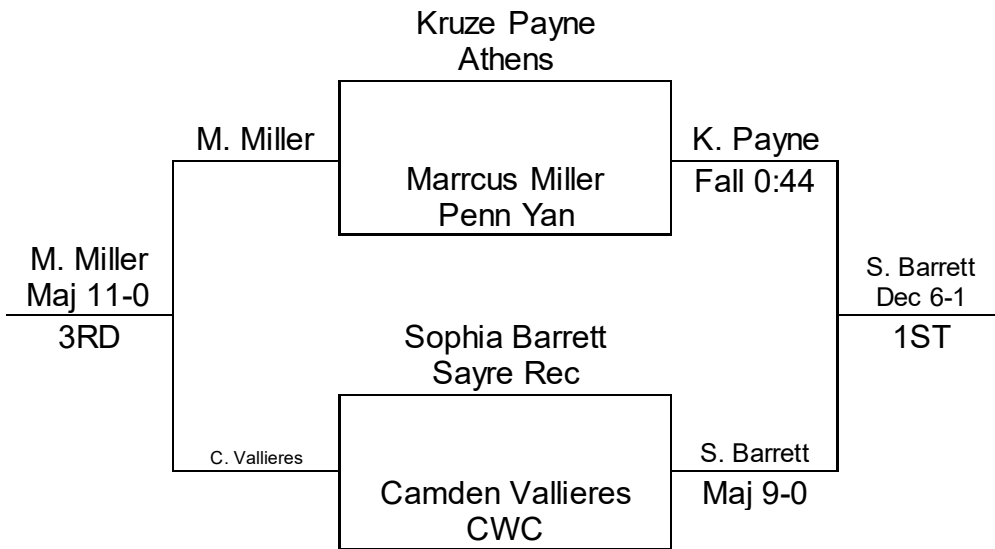 Kruze Payne
Athens
M. Miller
K. Payne
Marrcus Miller
Penn Yan
Fall 0:44
M. Miller
Maj 11-0
3RD
S. Barrett
Dec 6-1
1ST
Sophia Barrett
Sayre Rec
C. Vallieres
S. Barrett
Camden Vallieres
CWC
Maj 9-0